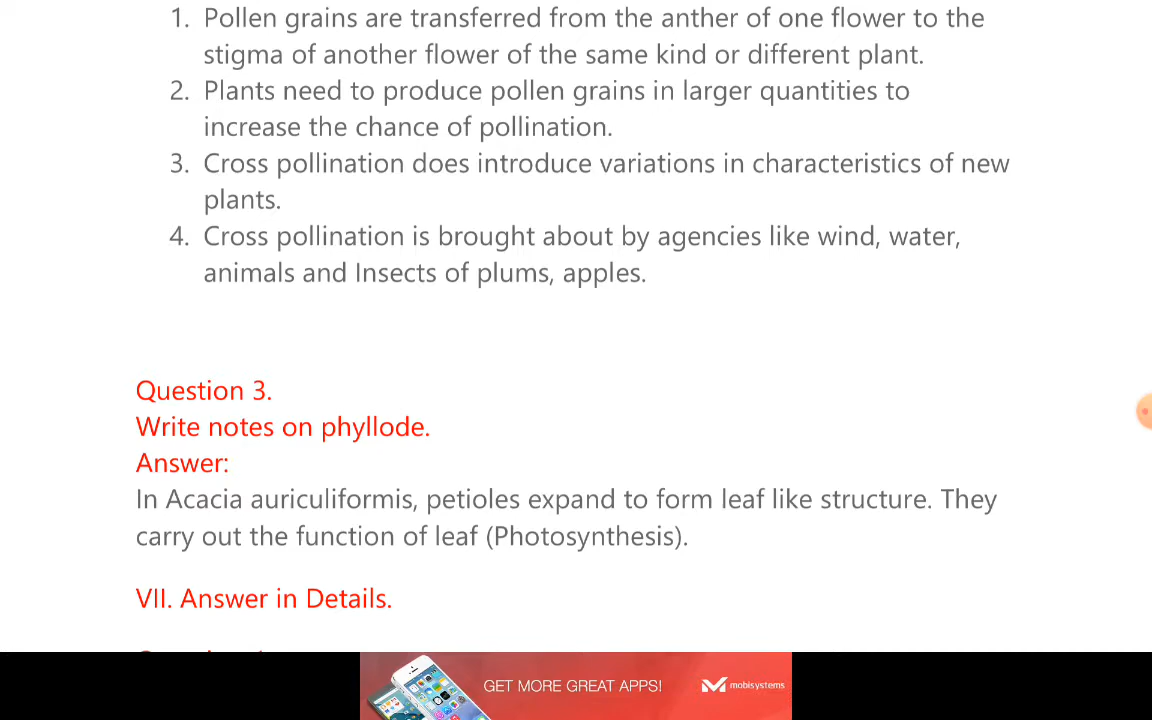 1. Pollen grains are transferred from the anther of one flower to the
stigma of another flower of the same kind or different plant.
2. Plants need to produce pollen grains in larger quantities to
increase the chance of pollination.
3. Cross pollination does introduce variations in characteristics of new
plants.
4. Cross pollination is brought about by agencies like wind, water,
animals and Insects of plums, apples.
Question 3.
Write notes on phyllode.
Answer:
In Acacia auriculiformis, petioles expand to form leaf like structure. They
carry out the function of leaf (Photosynthesis).
VII. Answer in Details.
GET MORE GREAT APPS!
mobisystems